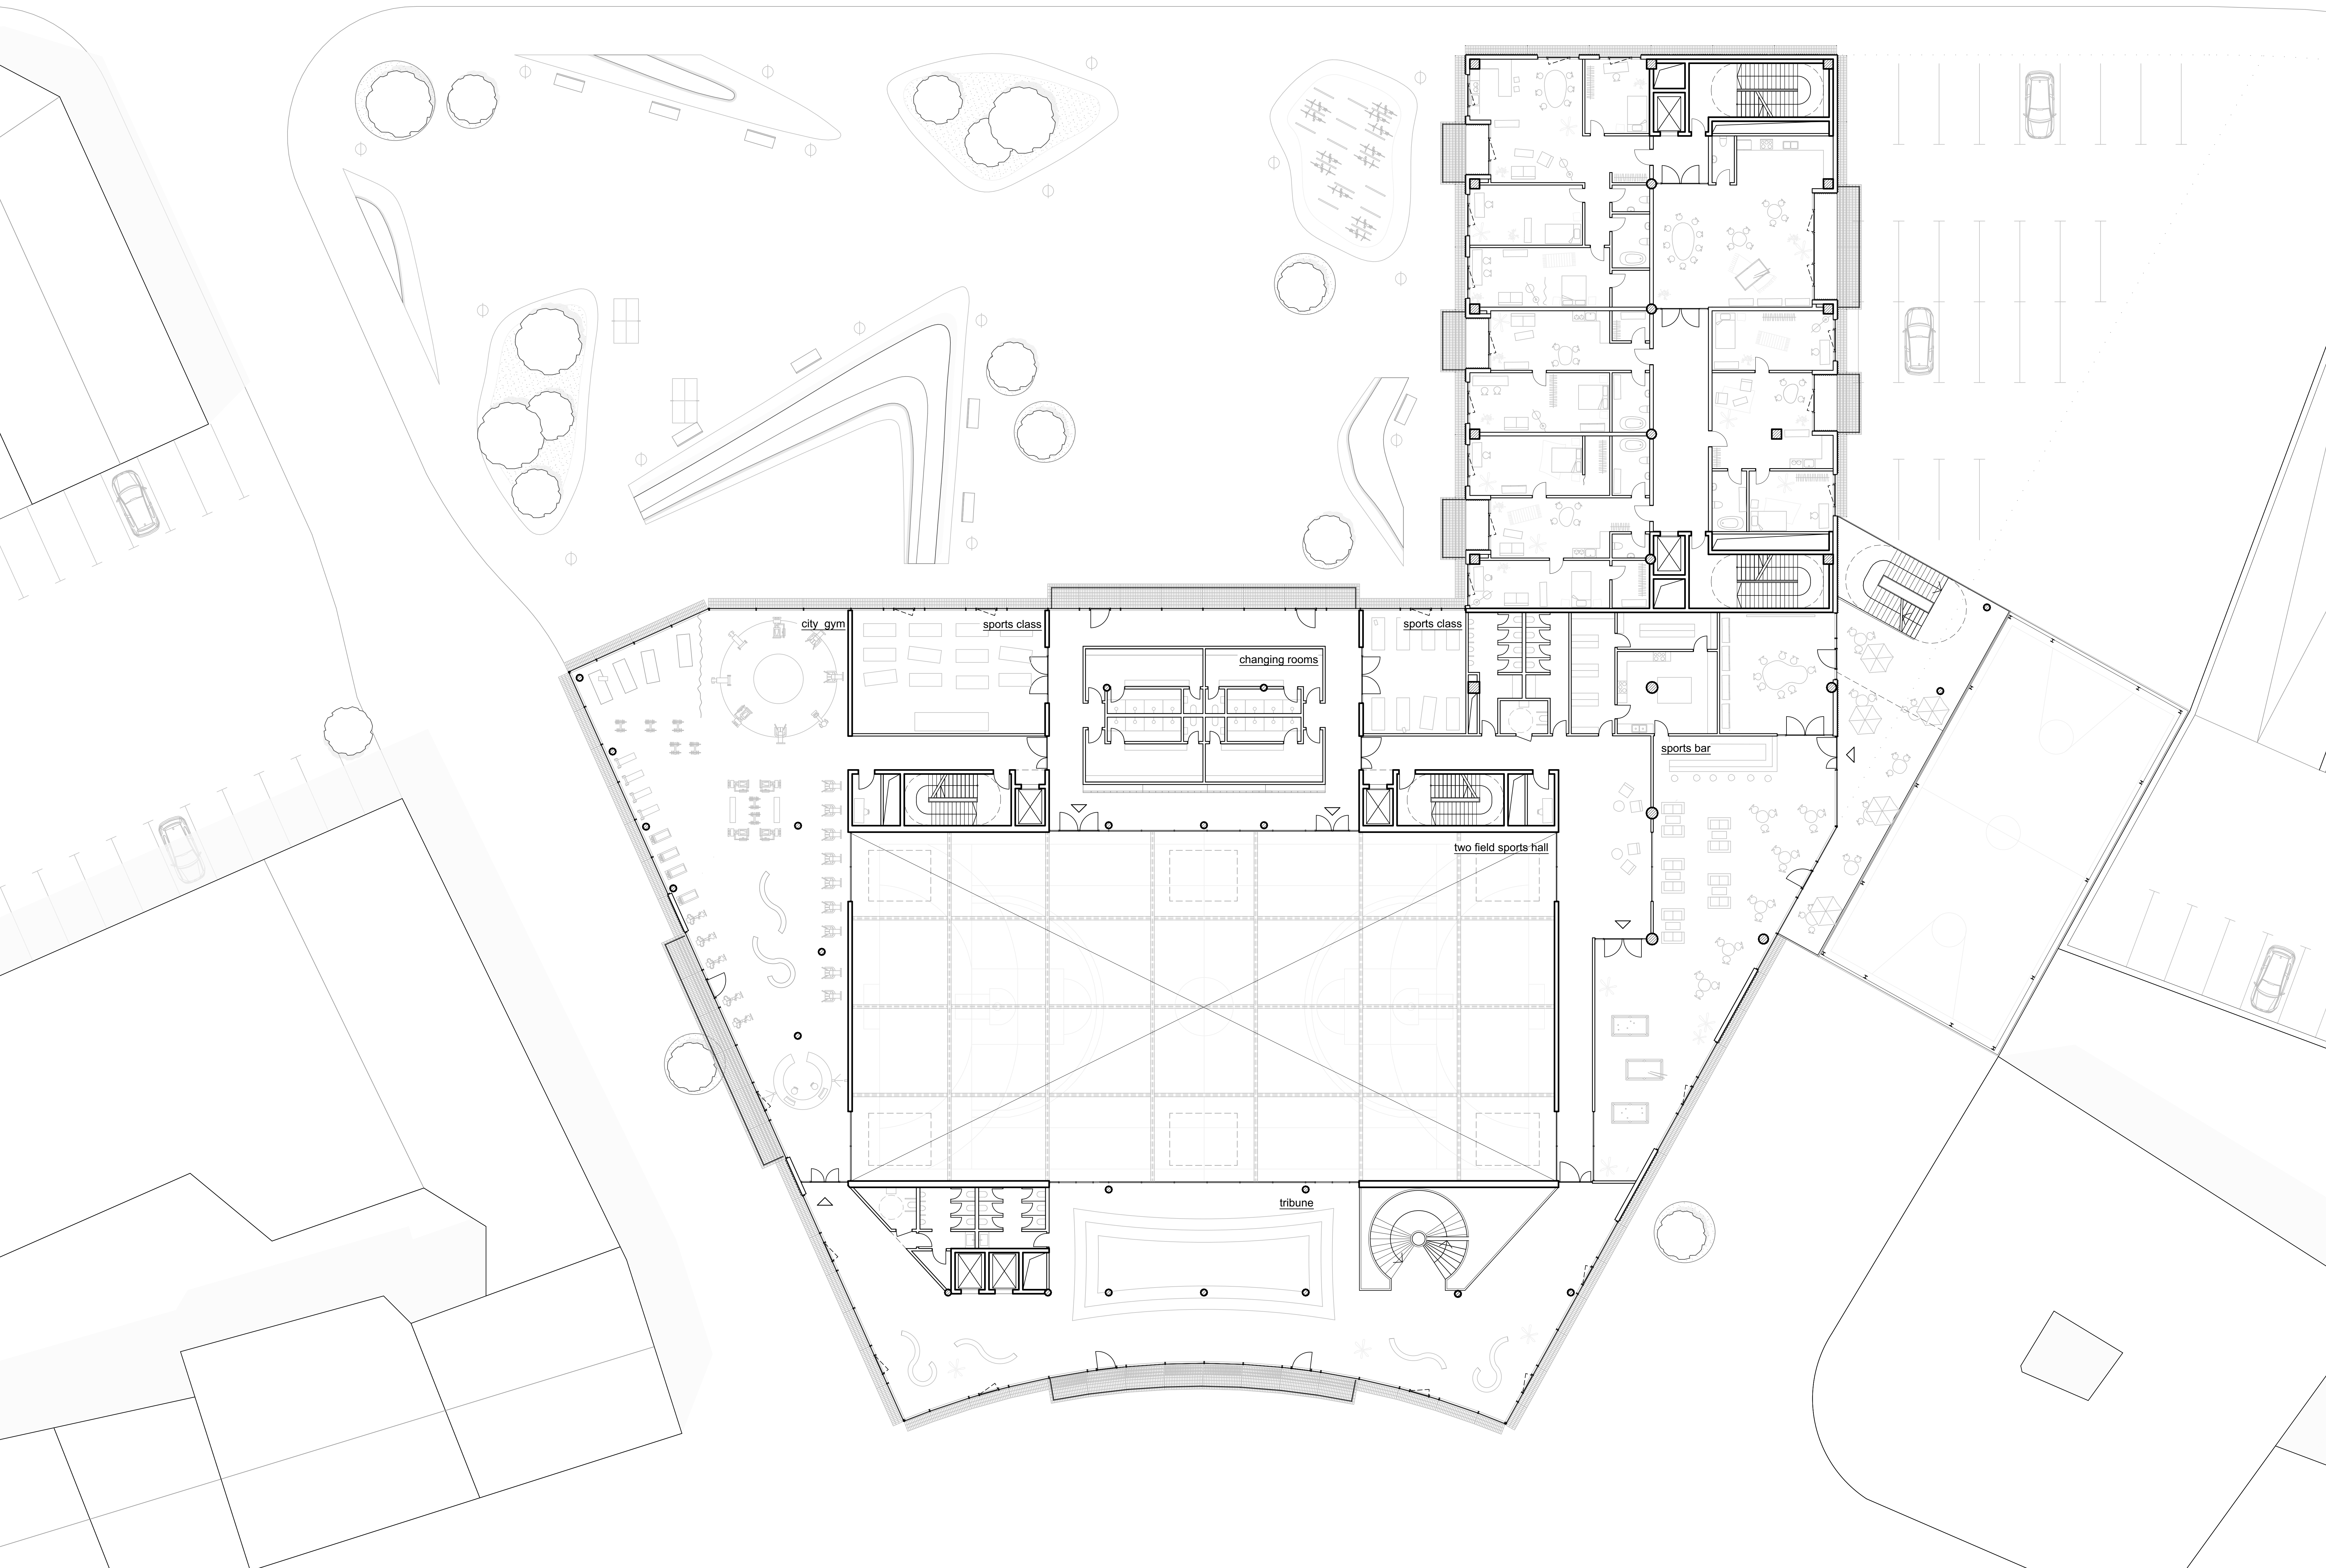 city gym
sports class
sports class
changing rooms
sports bar
two field sports hall
tribune